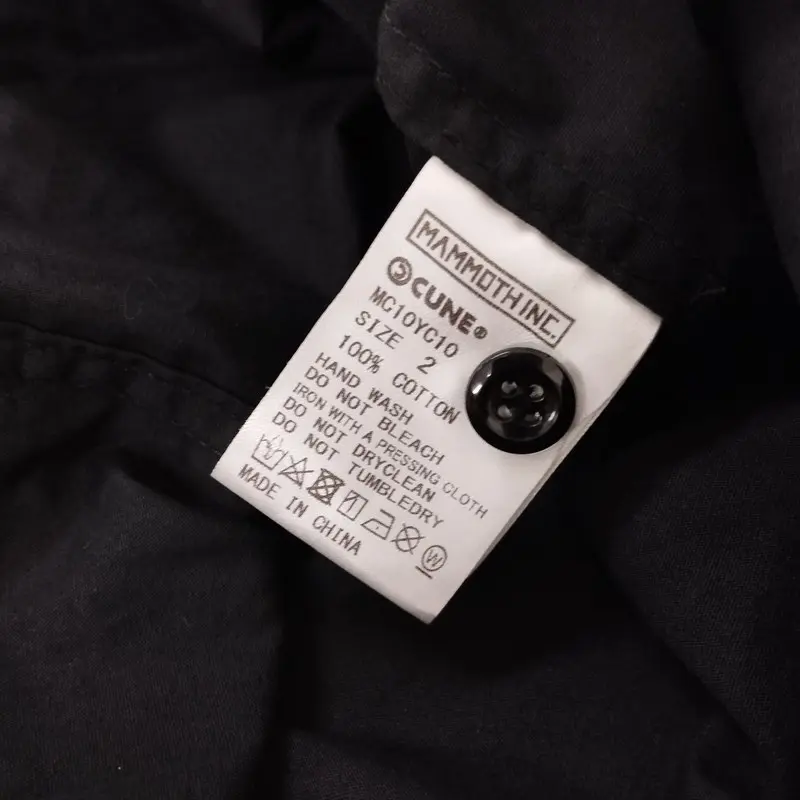 MAMMOTH INC.
CUNE®
MC10YC10
SIZE 2
100% COTTON
HAND WASH
DO NOT BLEACH
IRON WITH A PRESSING CLOTH
DO NOT DRYCLEAN
DO NOT TUMBLEDRY
W
MADE IN CHINA